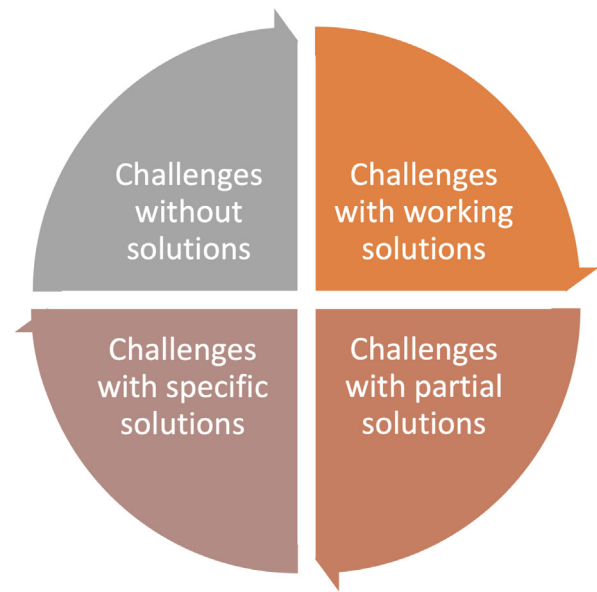 Challenges
without
solutions
Challenges
with working
solutions
Challenges
with specific
solutions
Challenges
with partial
solutions